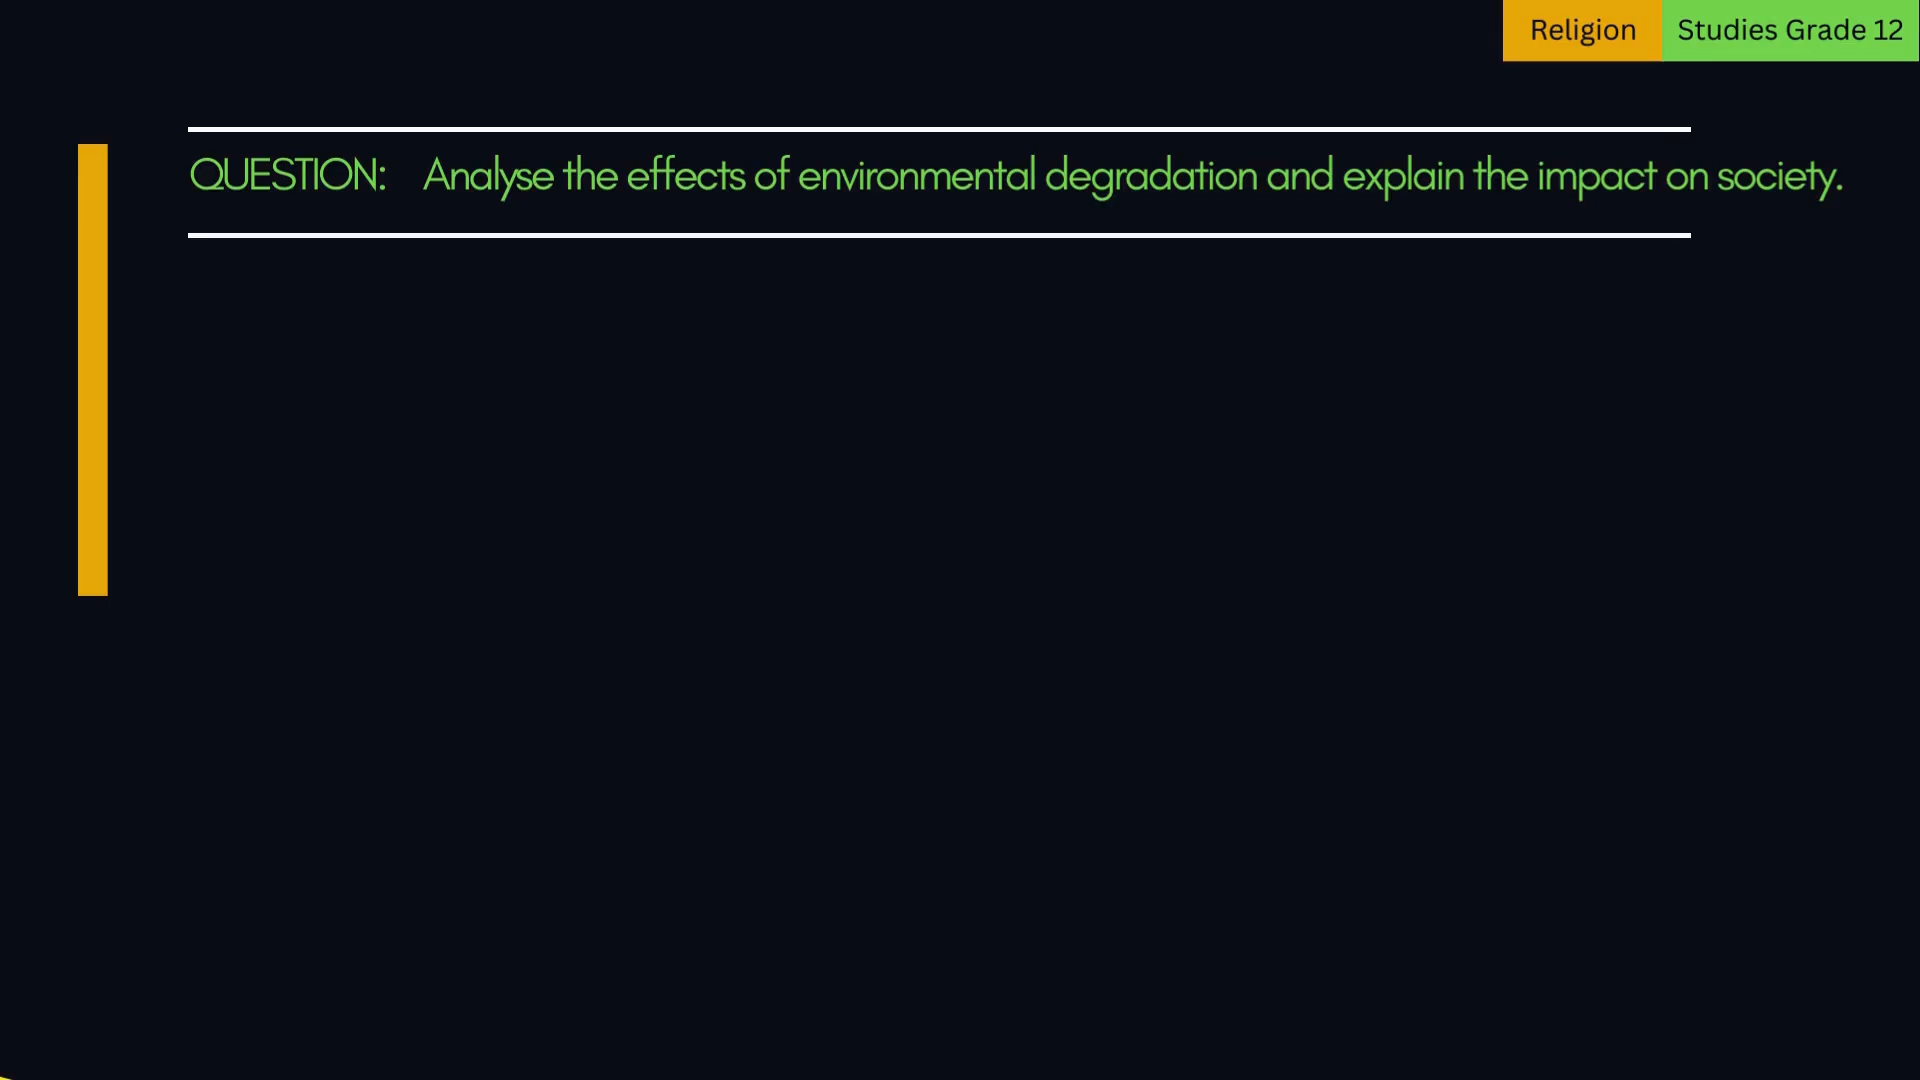 Religion Studies Grade 12
QUESTION: Analyse the effects of environmental degradation and explain the impact on society.